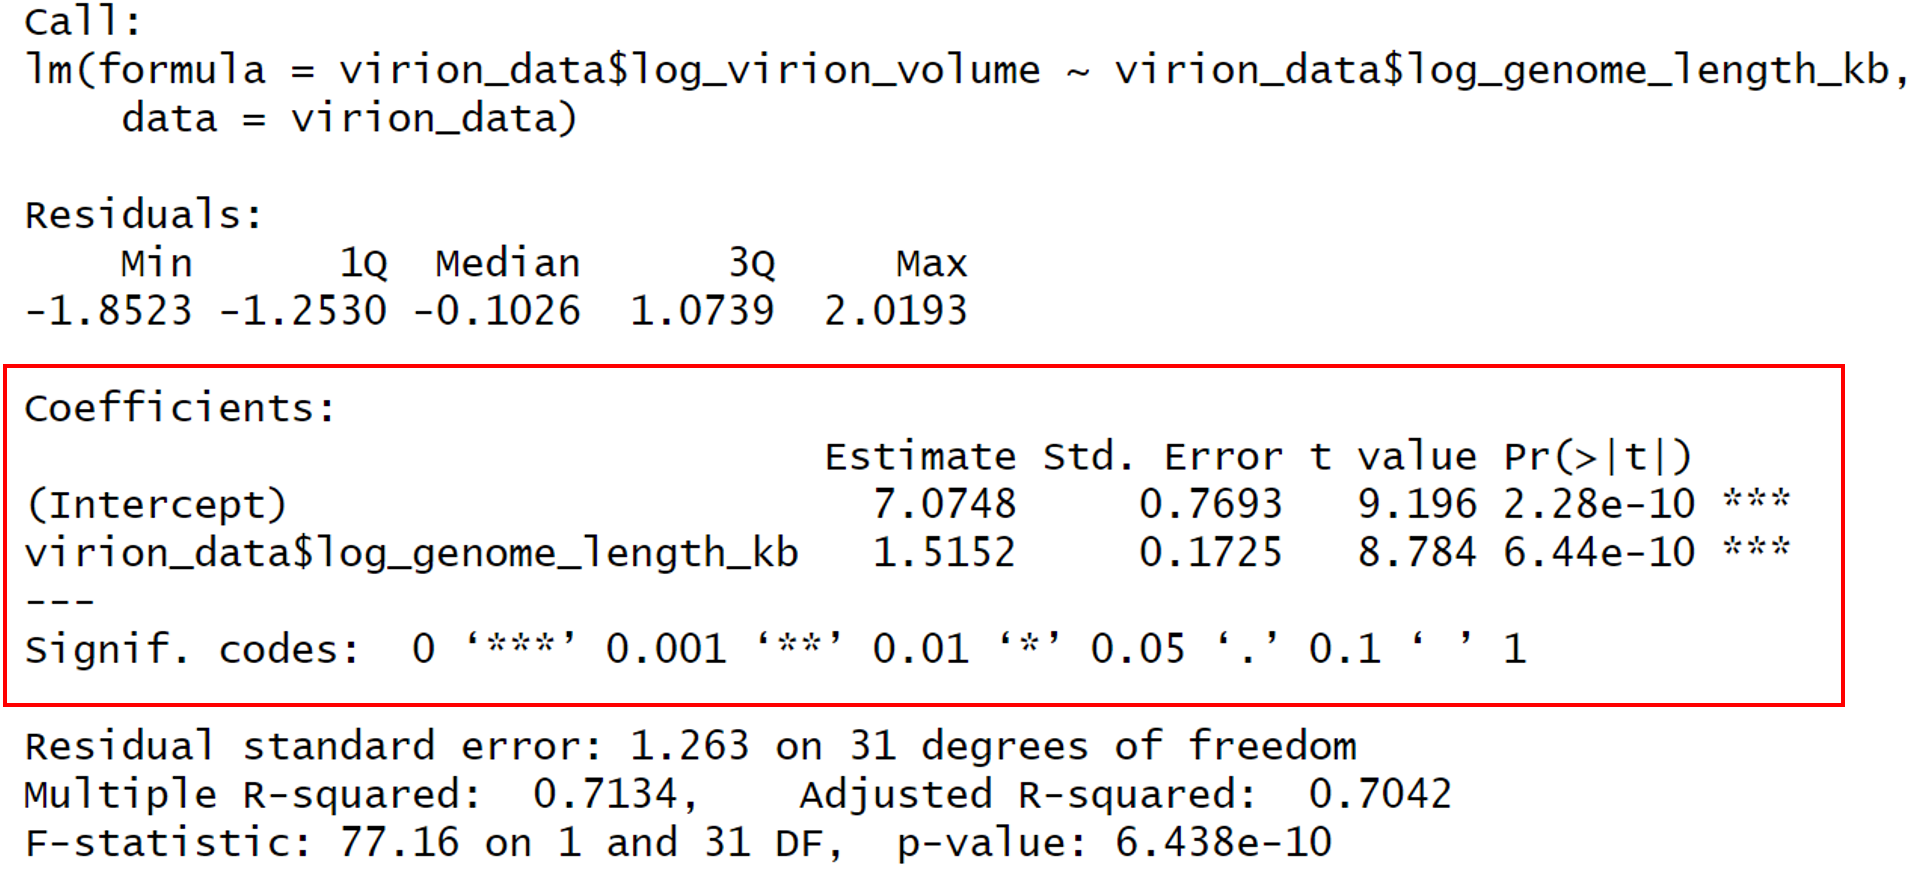 Call:
lm(formula = virion_data$log_virion_volume ~ virion_data$log_genome_length_kb,
    data = virion_data)

Residuals:
    Min      1Q  Median      3Q     Max
-1.8523 -1.2530 -0.1026  1.0739  2.0193

Coefficients:
                                 Estimate Std. Error t value Pr(>|t|)
(Intercept)                        7.0748     0.7693   9.196 2.28e-10 ***
virion_data$log_genome_length_kb   1.5152     0.1725   8.784 6.44e-10 ***
---
Signif. codes:  0 ‘***’ 0.001 ‘**’ 0.01 ‘*’ 0.05 ‘.’ 0.1 ‘ ’ 1

Residual standard error: 1.263 on 31 degrees of freedom
Multiple R-squared:  0.7134,    Adjusted R-squared:  0.7042
F-statistic: 77.16 on 1 and 31 DF,  p-value: 6.438e-10